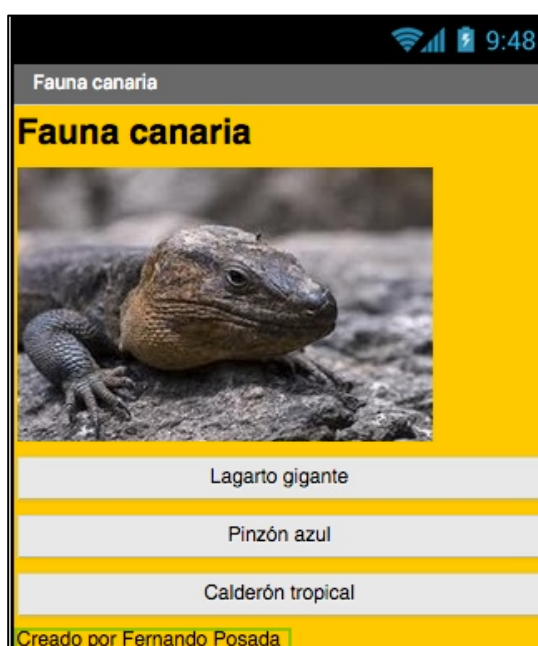 9:48
Fauna canaria
Fauna canaria
Lagarto gigante
Pinzón azul
Calderón tropical
Creado por Fernando Posada